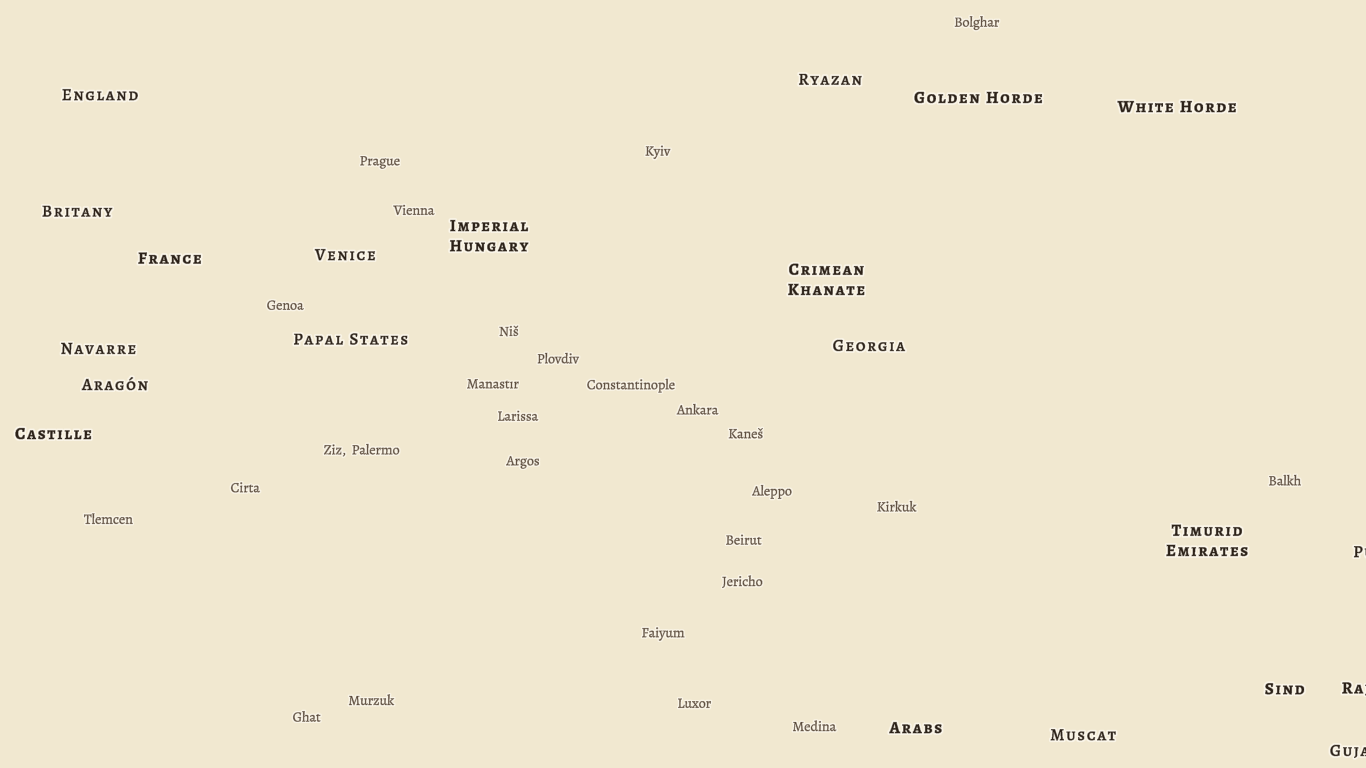 Bolghar
Ryazan
England
Golden Horde
White Horde
Kyiv
Prague
Britany
Vienna
Imperial
Hungary
Venice
France
Crimean
Khanate
Genoa
Niš
Papal States
Georgia
Navarre
Plovdiv
Manastır
Constantinople
Aragón
Ankara
Larissa
Castille
Kaneš
Ziz, Palermo
Argos
Balkh
Cirta
Aleppo
Kirkuk
Tlemcen
Timurid
Emirates
Beirut
Jericho
Faiyum
Sind
Murzuk
Luxor
Ghat
Medina
Arabs
Muscat